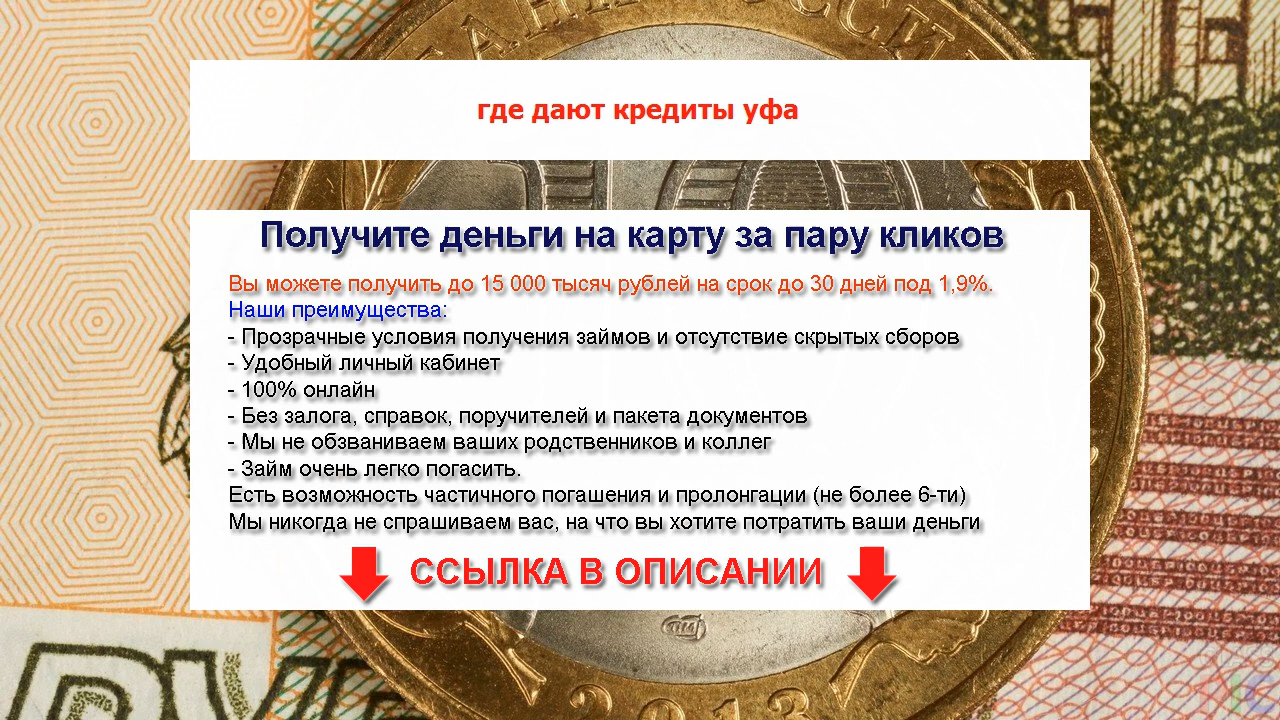 БАНК РОССИИ
где дают кредиты уфа
Получите деньги на карту за пару кликов
Вы можете получить до 15 000 тысяч рублей на срок до 30 дней под 1,9%.
Наши преимущества:
- Прозрачные условия получения займов и отсутствие скрытых сборов
- Удобный личный кабинет
- 100% онлайн
- Без залога, справок, поручителей и пакета документов
- Мы не обзваниваем ваших родственников и коллег
- Займ очень легко погасить.
Есть возможность частичного погашения и пролонгации (не более 6-ти)
Мы никогда не спрашиваем вас, на что вы хотите потратить ваши деньги
ССЫЛКА В ОПИСАНИИ
2013